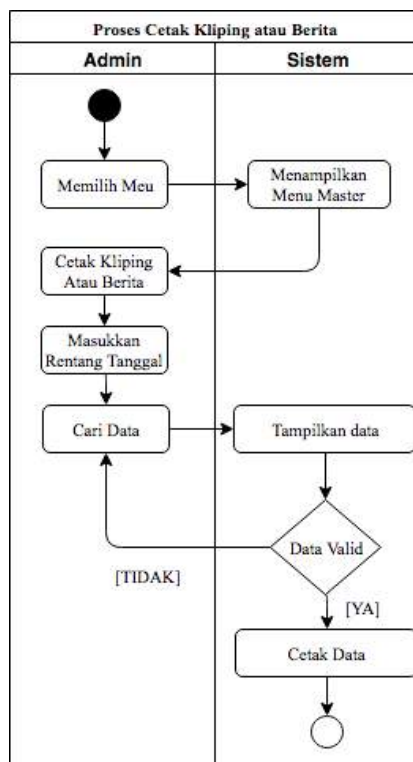 Proses Cetak Kliping atau Berita
Admin
Sistem
Memilih Meu
Menampilkan
Menu Master
Cetak Kliping
Atau Berita
Masukkan
Rentang Tanggal
Cari Data
Tampilkan data
Data Valid
[TIDAK]
[YA]
Cetak Data